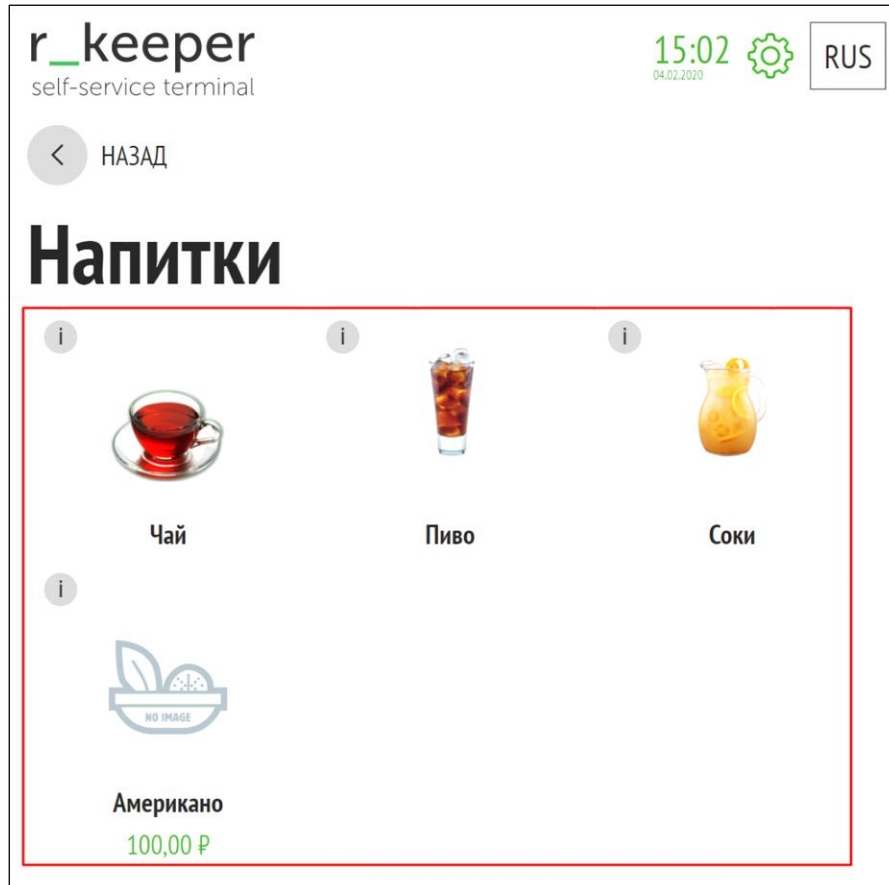 r_keeper
self-service terminal
15:02
04.02.2020
RUS
НАЗАД
Напитки
i
i
i
Чай
Пиво
Соки
i
NO IMAGE
Американо
100,00 ₽